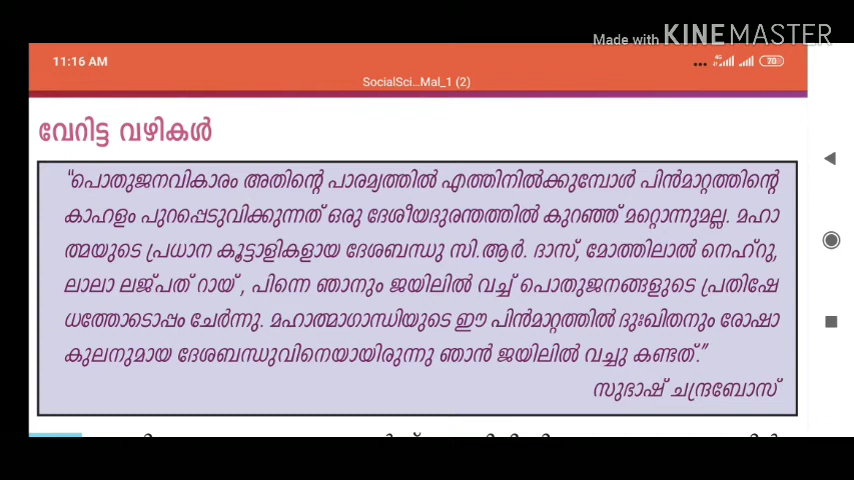 Made with KINEMASTER
11:16 AM
4G
70
SocialSci...Mal_1 (2)
വേറിട്ട വഴികൾ
"പൊതുജനവികാരം അതിന്റെ പാരമ്യത്തിൽ എത്തിനിൽക്കുമ്പോൾ പിൻമാറ്റത്തിന്റെ
കാഹളം പുറപ്പെടുവിക്കുന്നത് ഒരു ദേശീയദുരന്തത്തിൽ കുറഞ്ഞ് മറ്റൊന്നുമല്ല. മഹാ
ത്മയുടെ പ്രധാന കൂട്ടാളികളായ ദേശബന്ധു സി.ആർ. ദാസ്, മോത്തിലാൽ നെഹ്റു,
ലാലാ ലജ്പത് റായ് , പിന്നെ ഞാനും ജയിലിൽ വച്ച് പൊതുജനങ്ങളുടെ പ്രതിഷേ
ധത്തോടൊപ്പം ചേർന്നു. മഹാത്മാഗാന്ധിയുടെ ഈ പിൻമാറ്റത്തിൽ ദുഃഖിതനും രോഷാ
കുലനുമായ ദേശബന്ധുവിനെയായിരുന്നു ഞാൻ ജയിലിൽ വച്ചു കണ്ടത്."
സുഭാഷ് ചന്ദ്രബോസ്